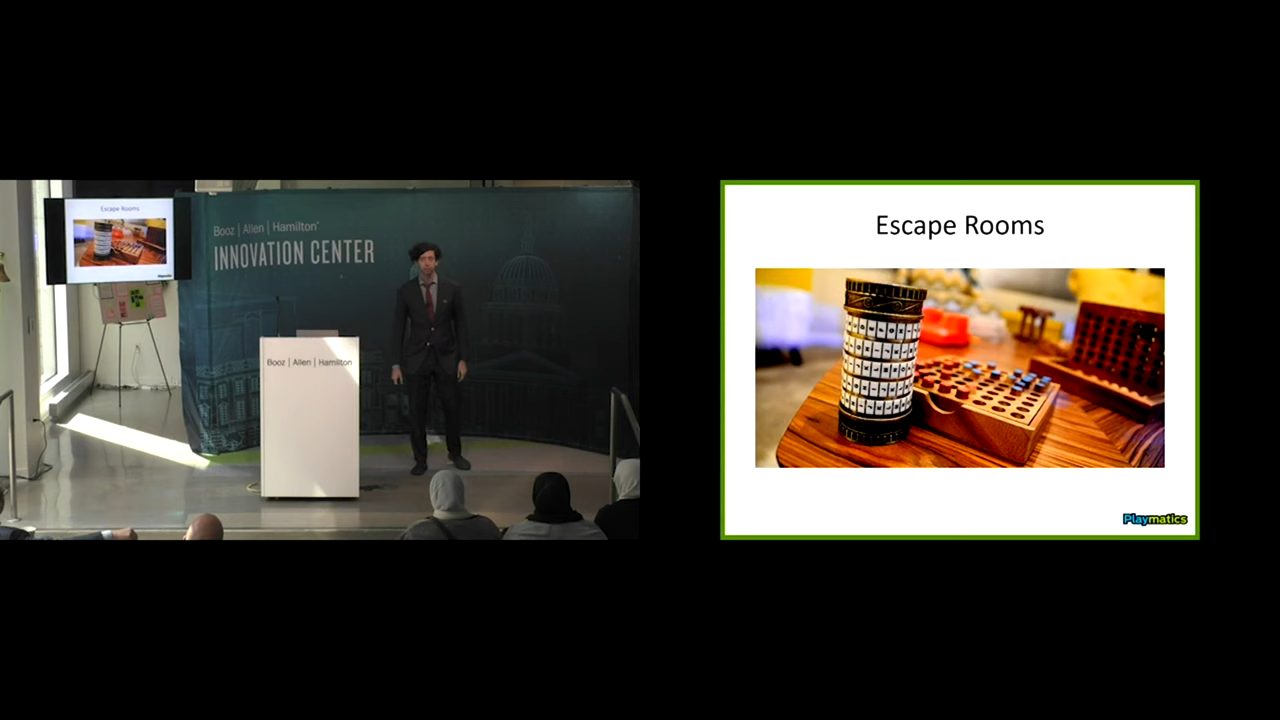 Escape Rooms
Booz | Allen | Hamilton
INNOVATION CENTER
Booz | Allen | Hamilton
Escape Rooms
Playmatics